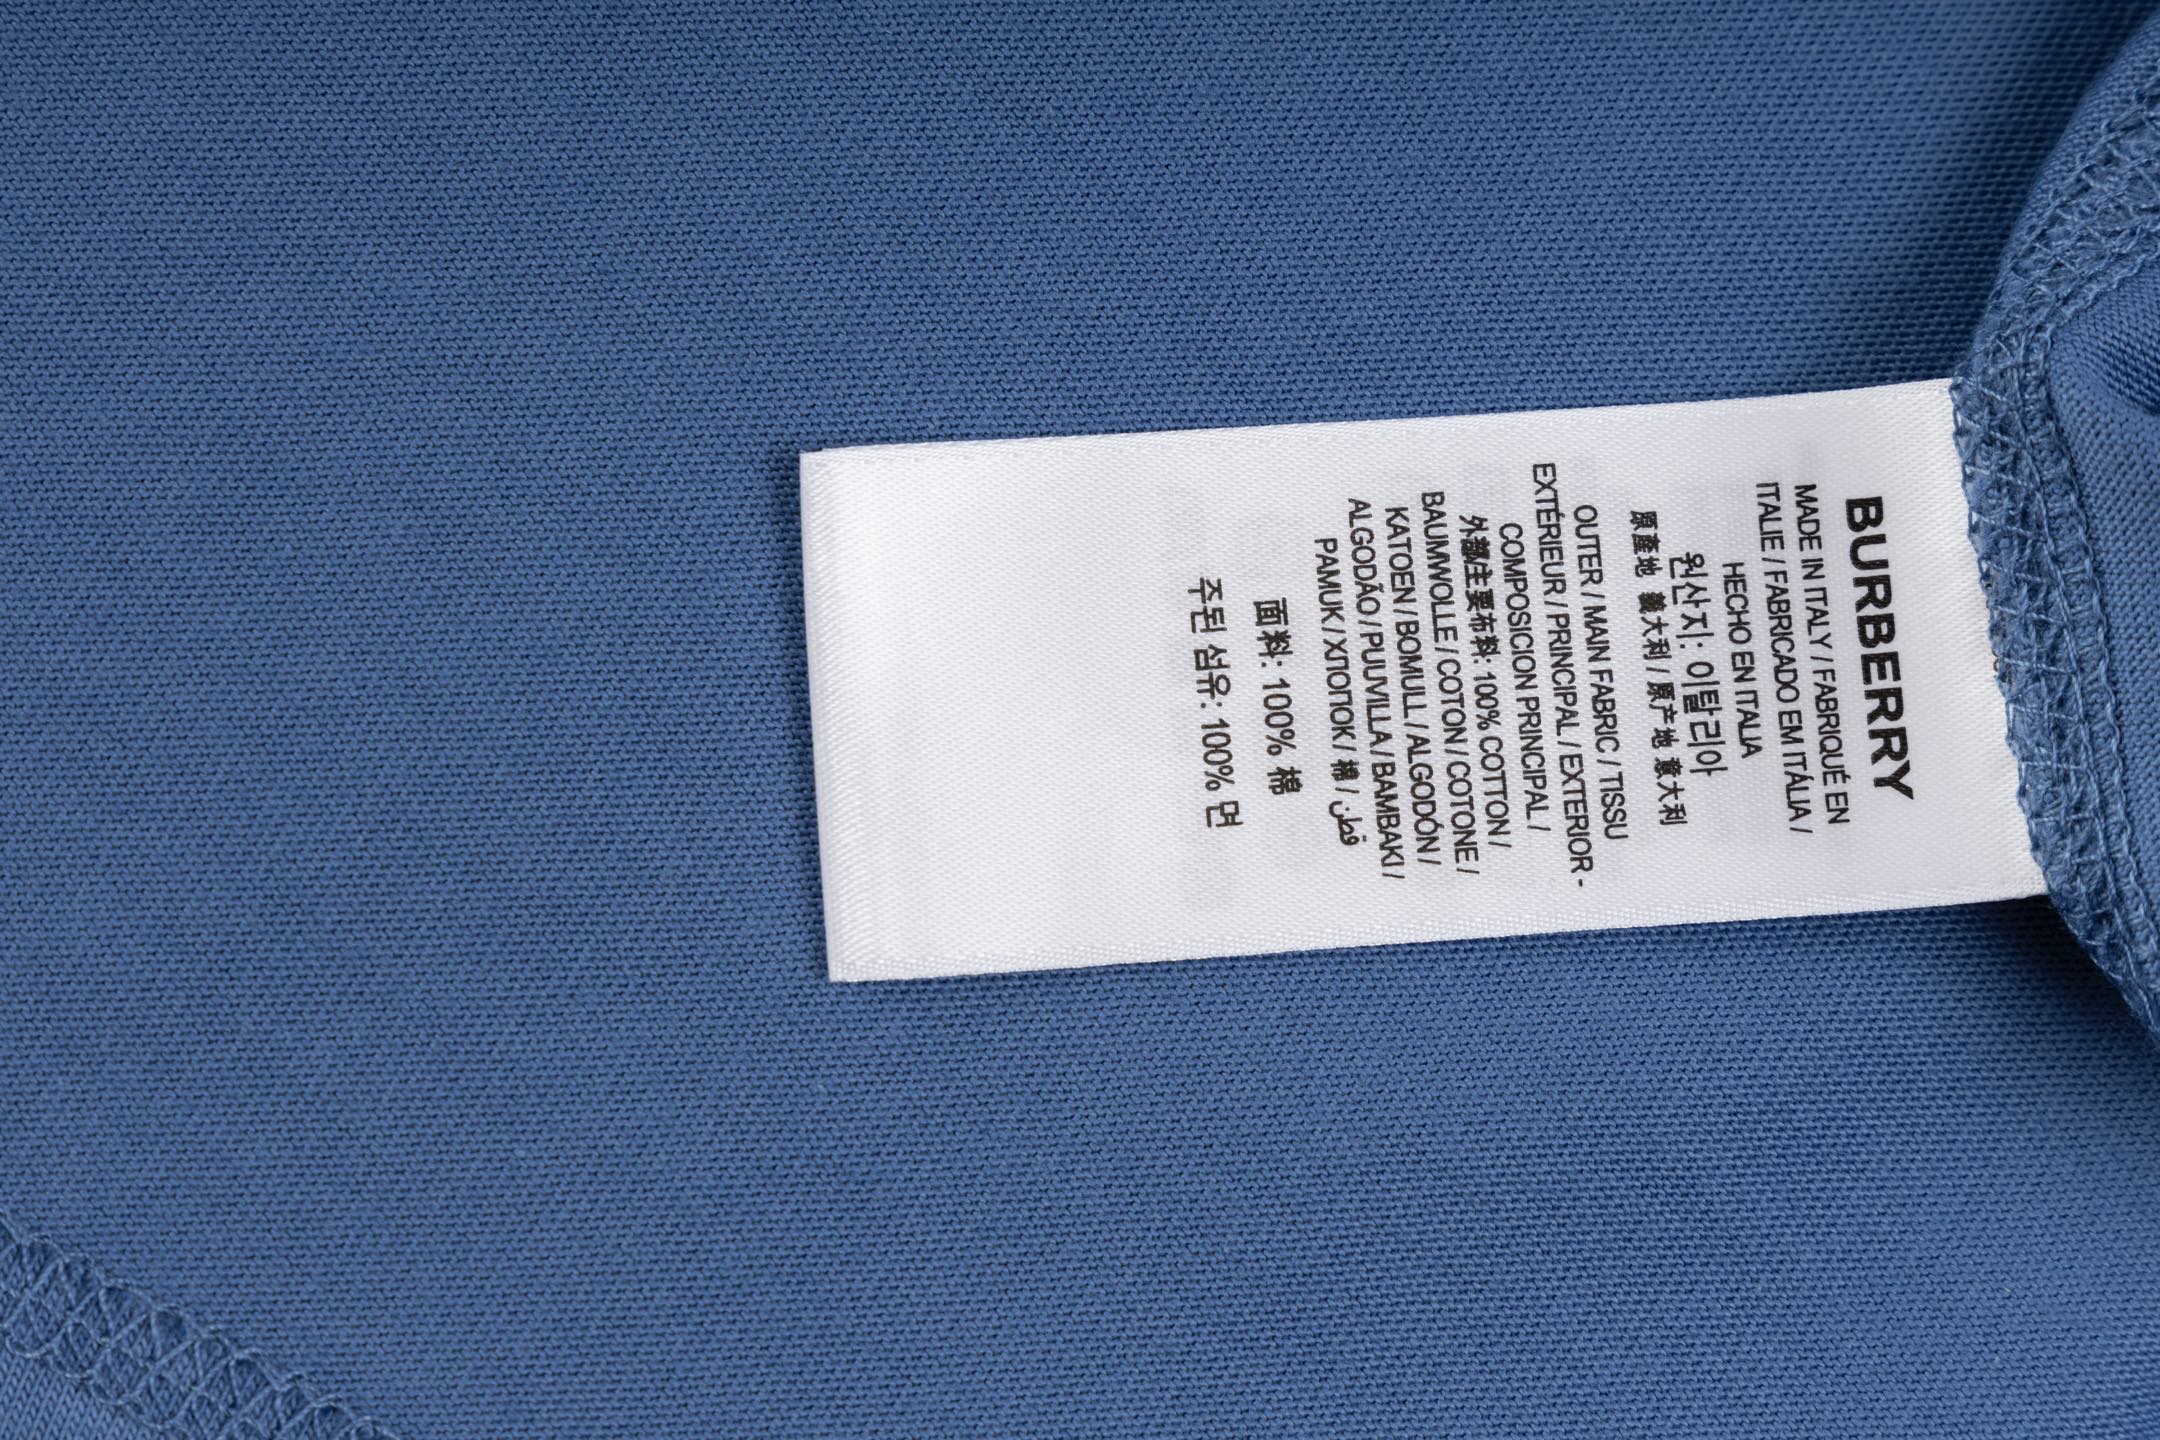 BURBERRY
MADE IN ITALY / FABRIQUÉ EN
ITALIE / FABRICADO EM ITÁLIA /
HECHO EN ITALIA
원산지: 이탈리아
原產地 義大利 / 原产地 意大利
OUTER / MAIN FABRIC / TISSU
EXTÉRIEUR / PRINCIPAL / EXTERIOR -
COMPOSICION PRINCIPAL /
外部/主要布料: 100% COTTON /
BAUMWOLLE / COTON / COTONE /
KATOEN / BOMULL / ALGODÓN /
ALGODÃO / PUUVILLA / BAMBAKI /
PAMUK / ХΠОПОК / 棉 / قطن
面料: 100% 棉
주된 섬유: 100% 면